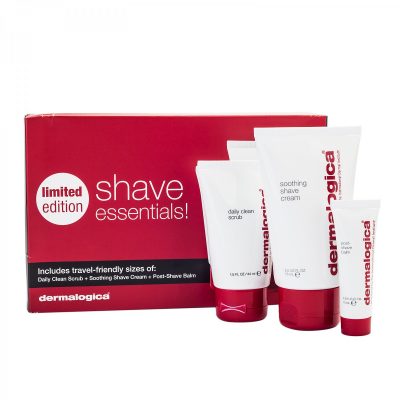 limited
edition
shave
essentials!
Includes travel-friendly sizes of:
Daily Clean Scrub + Soothing Shave Cream + Post-Shave Balm
dermalogica
daily clean
scrub
dermalogica
soothing
shave
cream
dermalogica
post-
shave
balm
dermalogica